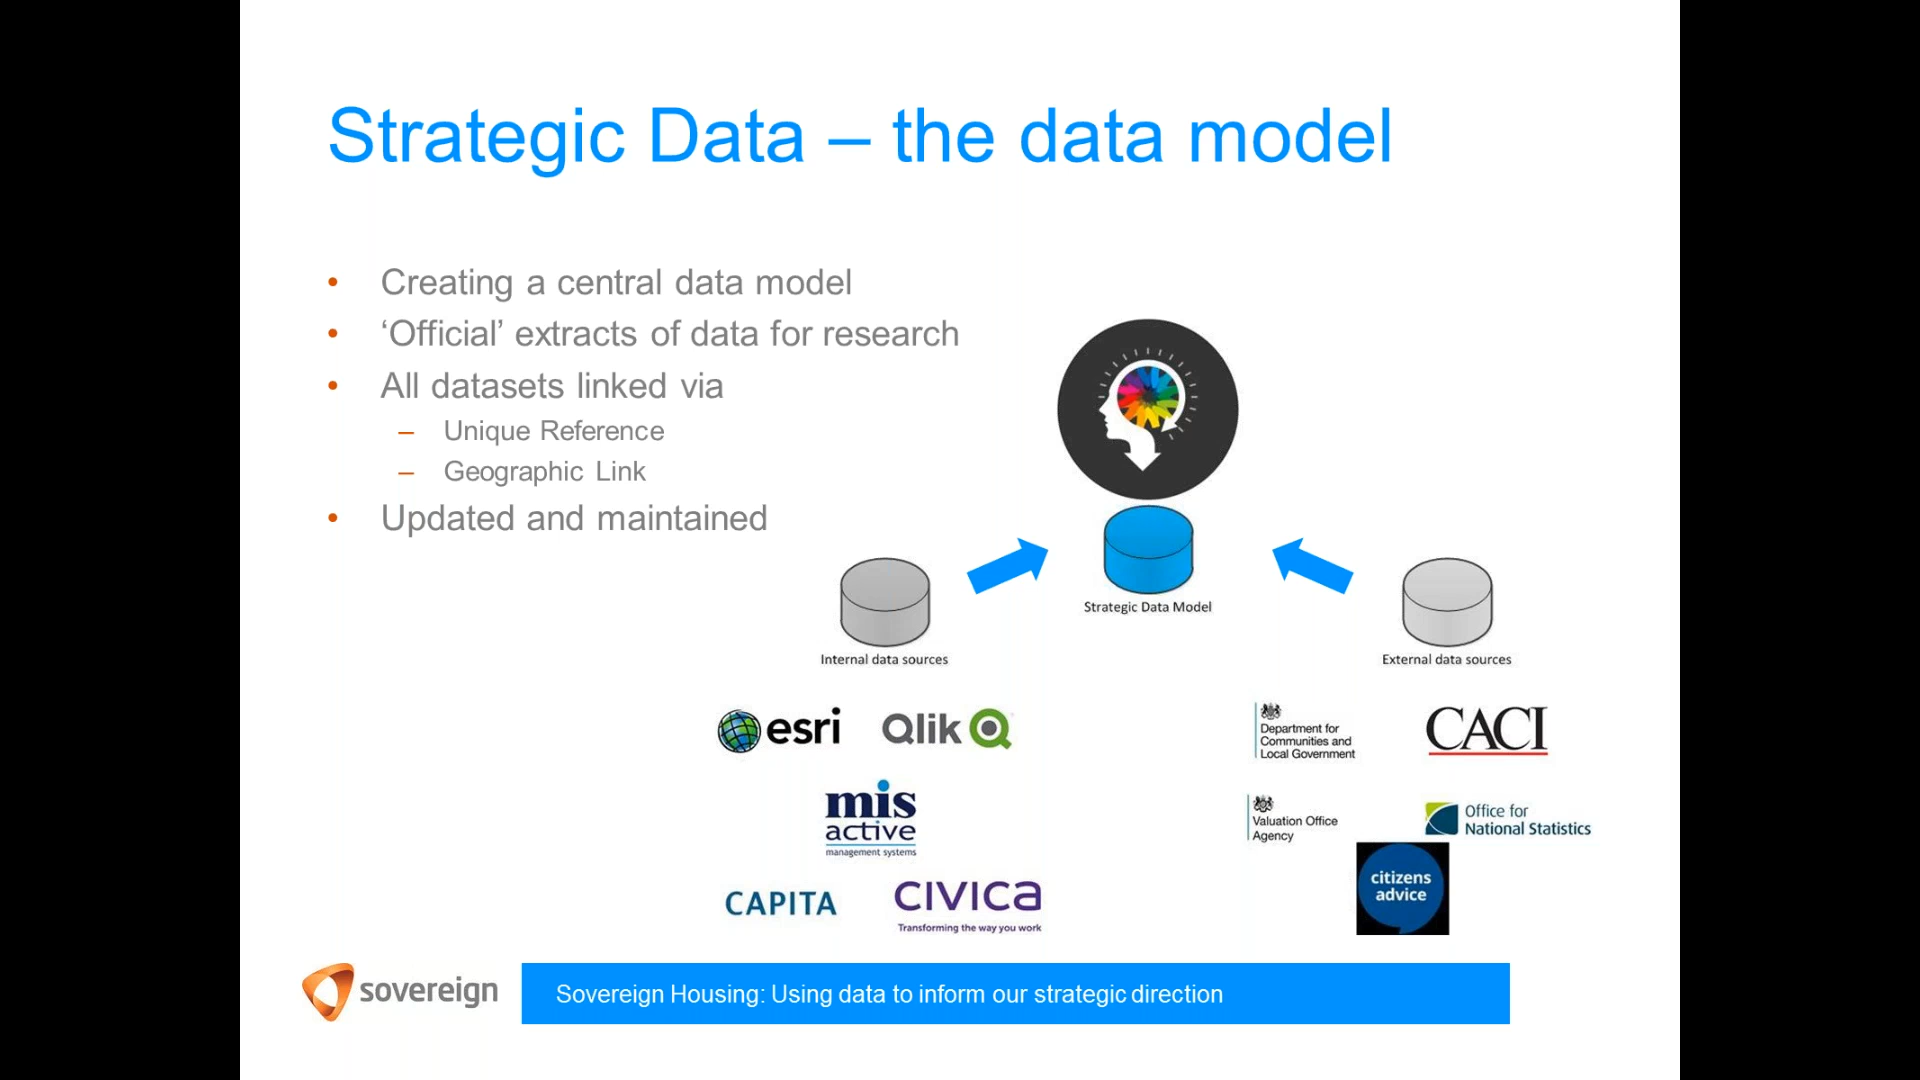 Strategic Data – the data model
• Creating a central data model
• ‘Official’ extracts of data for research
• All datasets linked via
– Unique Reference
– Geographic Link
• Updated and maintained
Strategic Data Model
Internal data sources
External data sources
esri
Qlik
mis
active
management systems
CAPITA
CIVICA
Transforming the way you work
Department for
Communities and
Local Government
CACI
Valuation Office
Agency
Office for
National Statistics
citizens
advice
sovereign
Sovereign Housing: Using data to inform our strategic direction